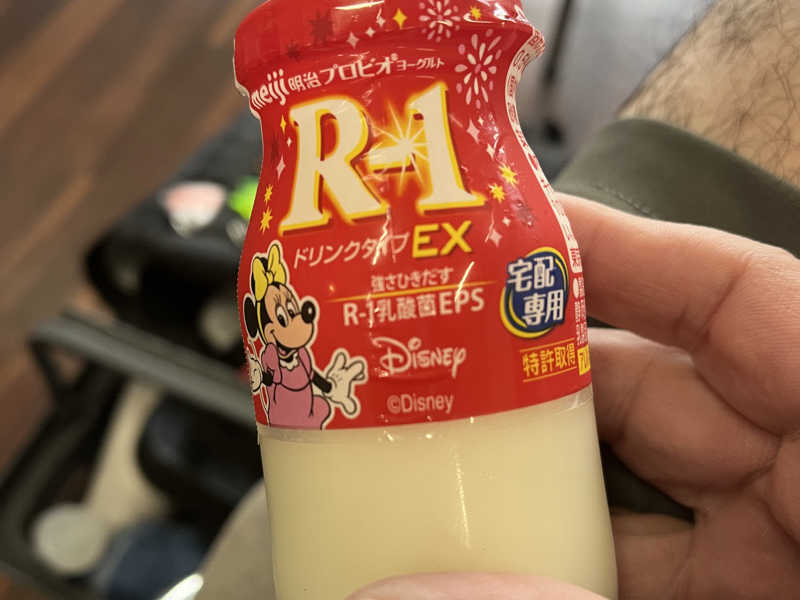 meiji 明治プロビオヨーグルト
R-1
ドリンクタイプ EX
強さひきだす
R-1乳酸菌EPS
宅配
専用
Disney
特許取得
©Disney